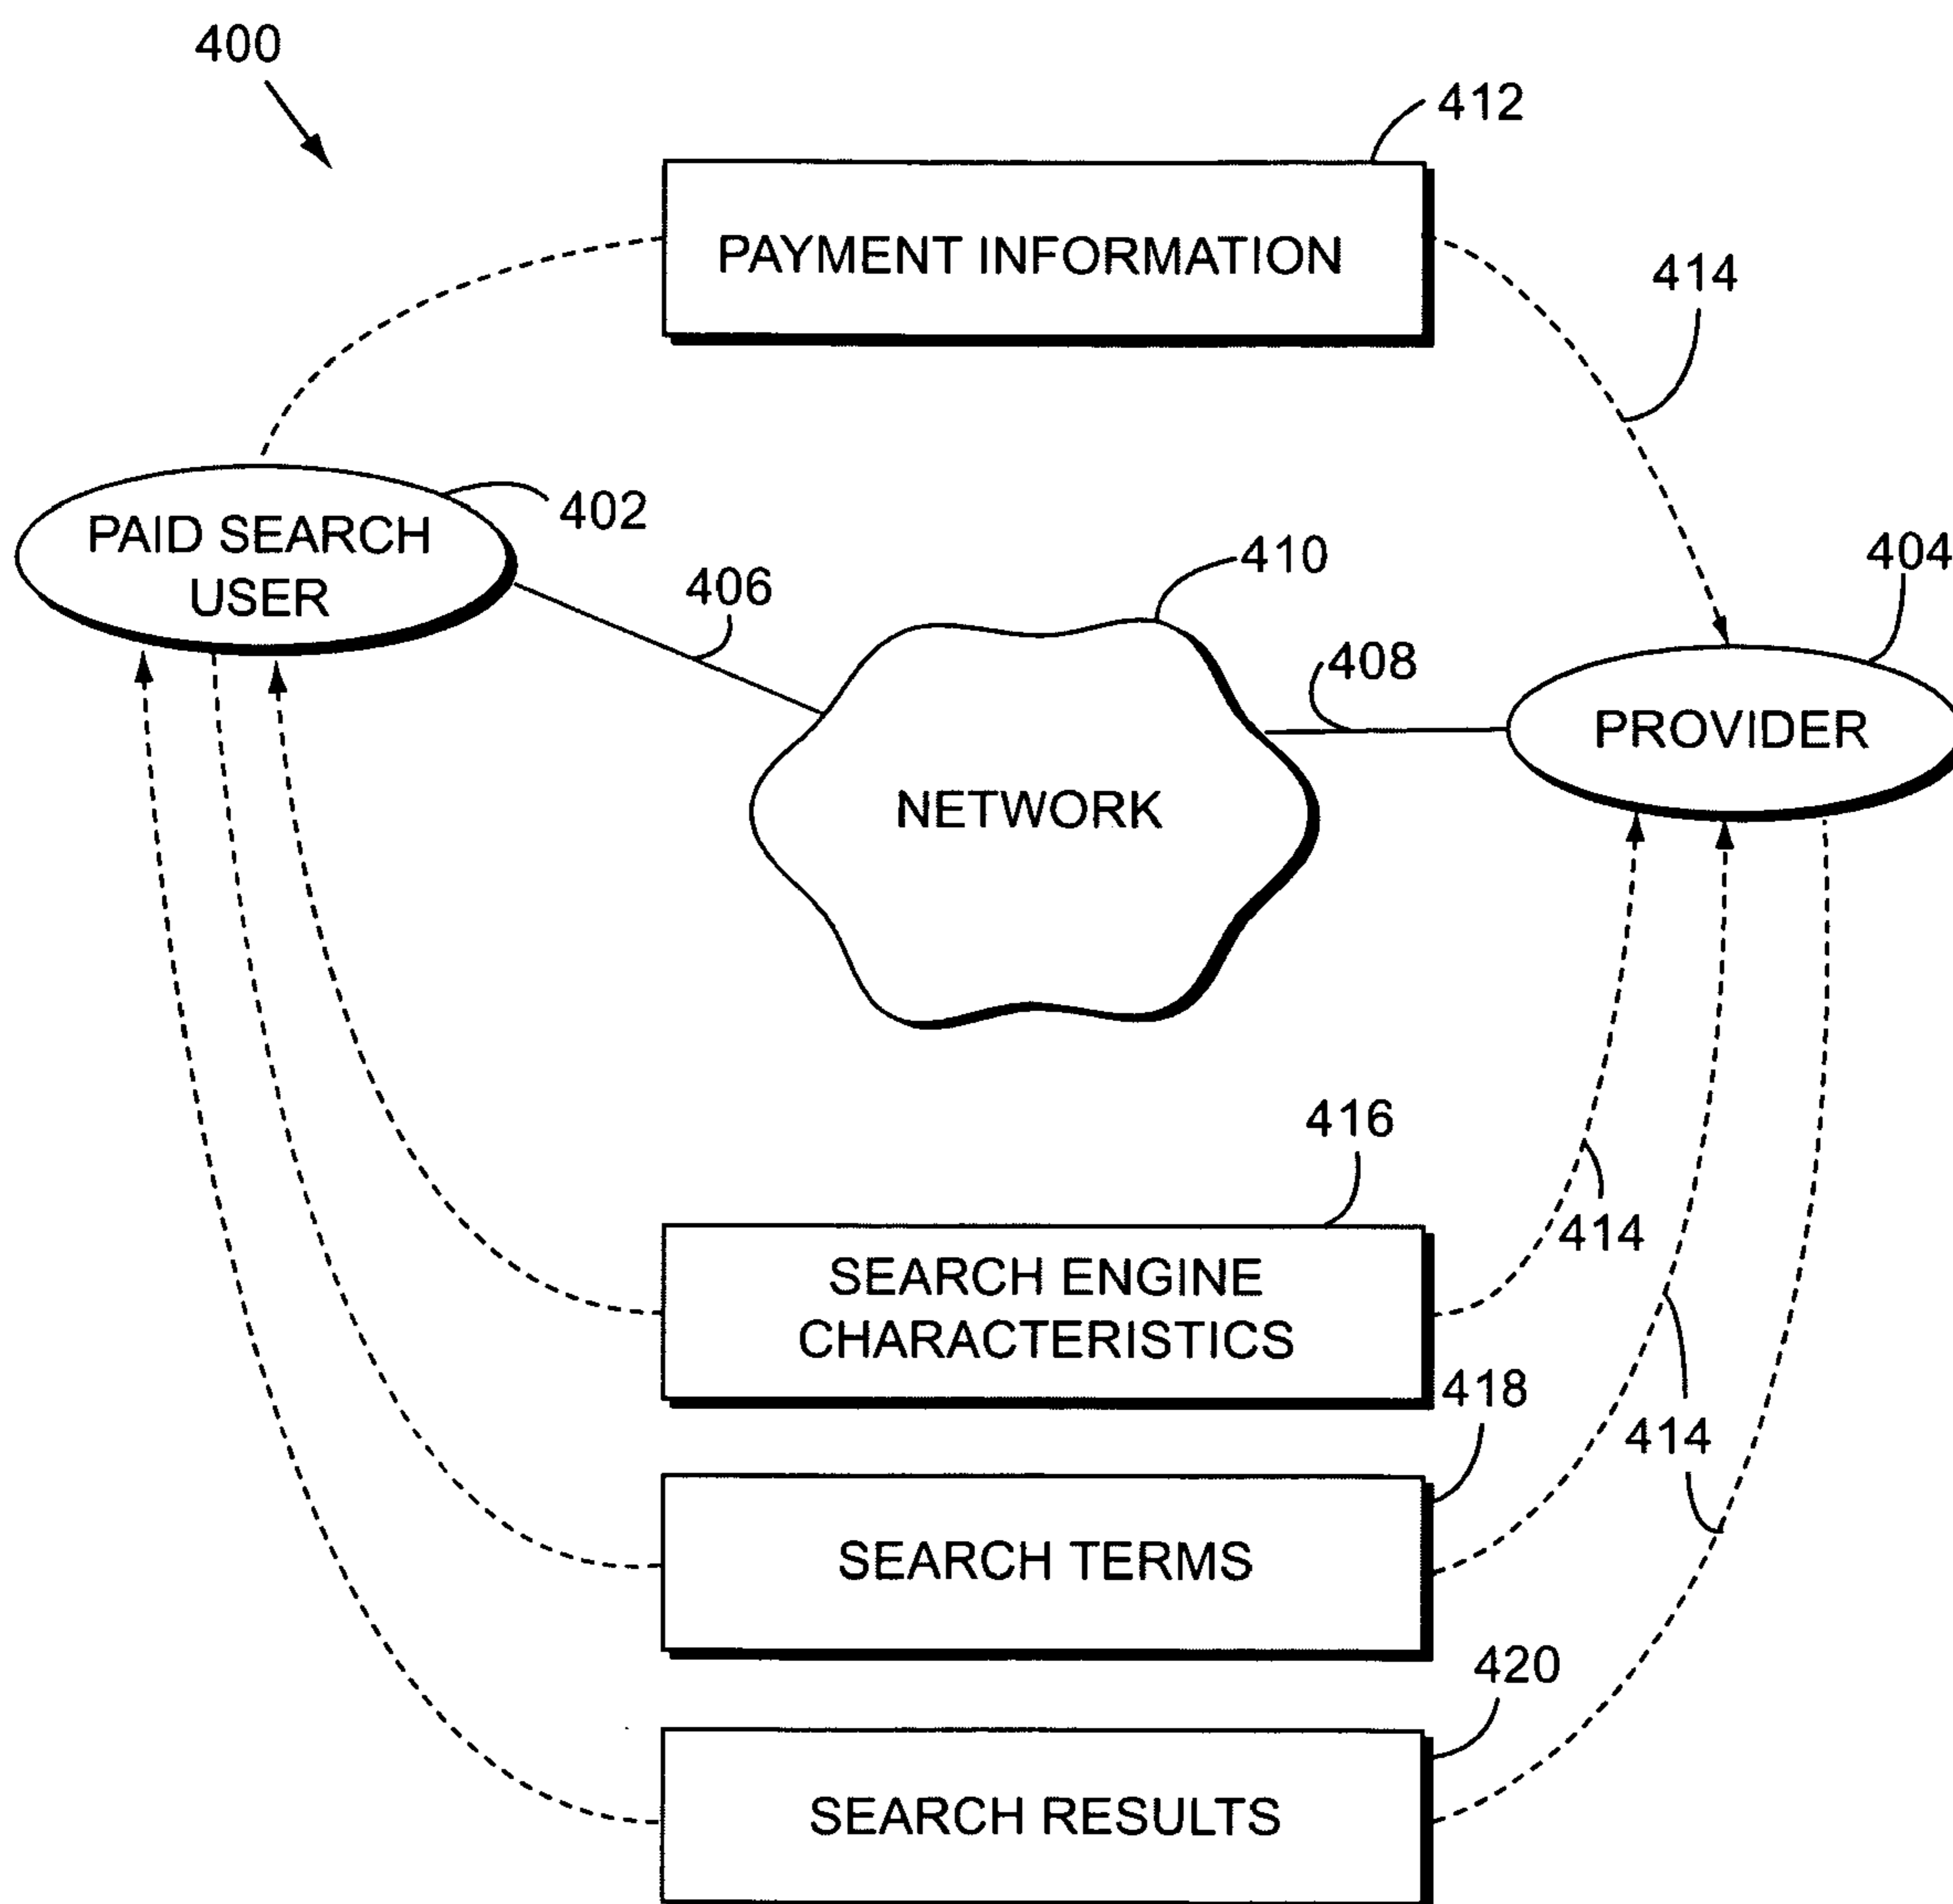 400
412
PAYMENT INFORMATION
414
402
PAID SEARCH
USER
410
404
406
408
PROVIDER
NETWORK
416
414
SEARCH ENGINE
CHARACTERISTICS
418
414
SEARCH TERMS
420
SEARCH RESULTS